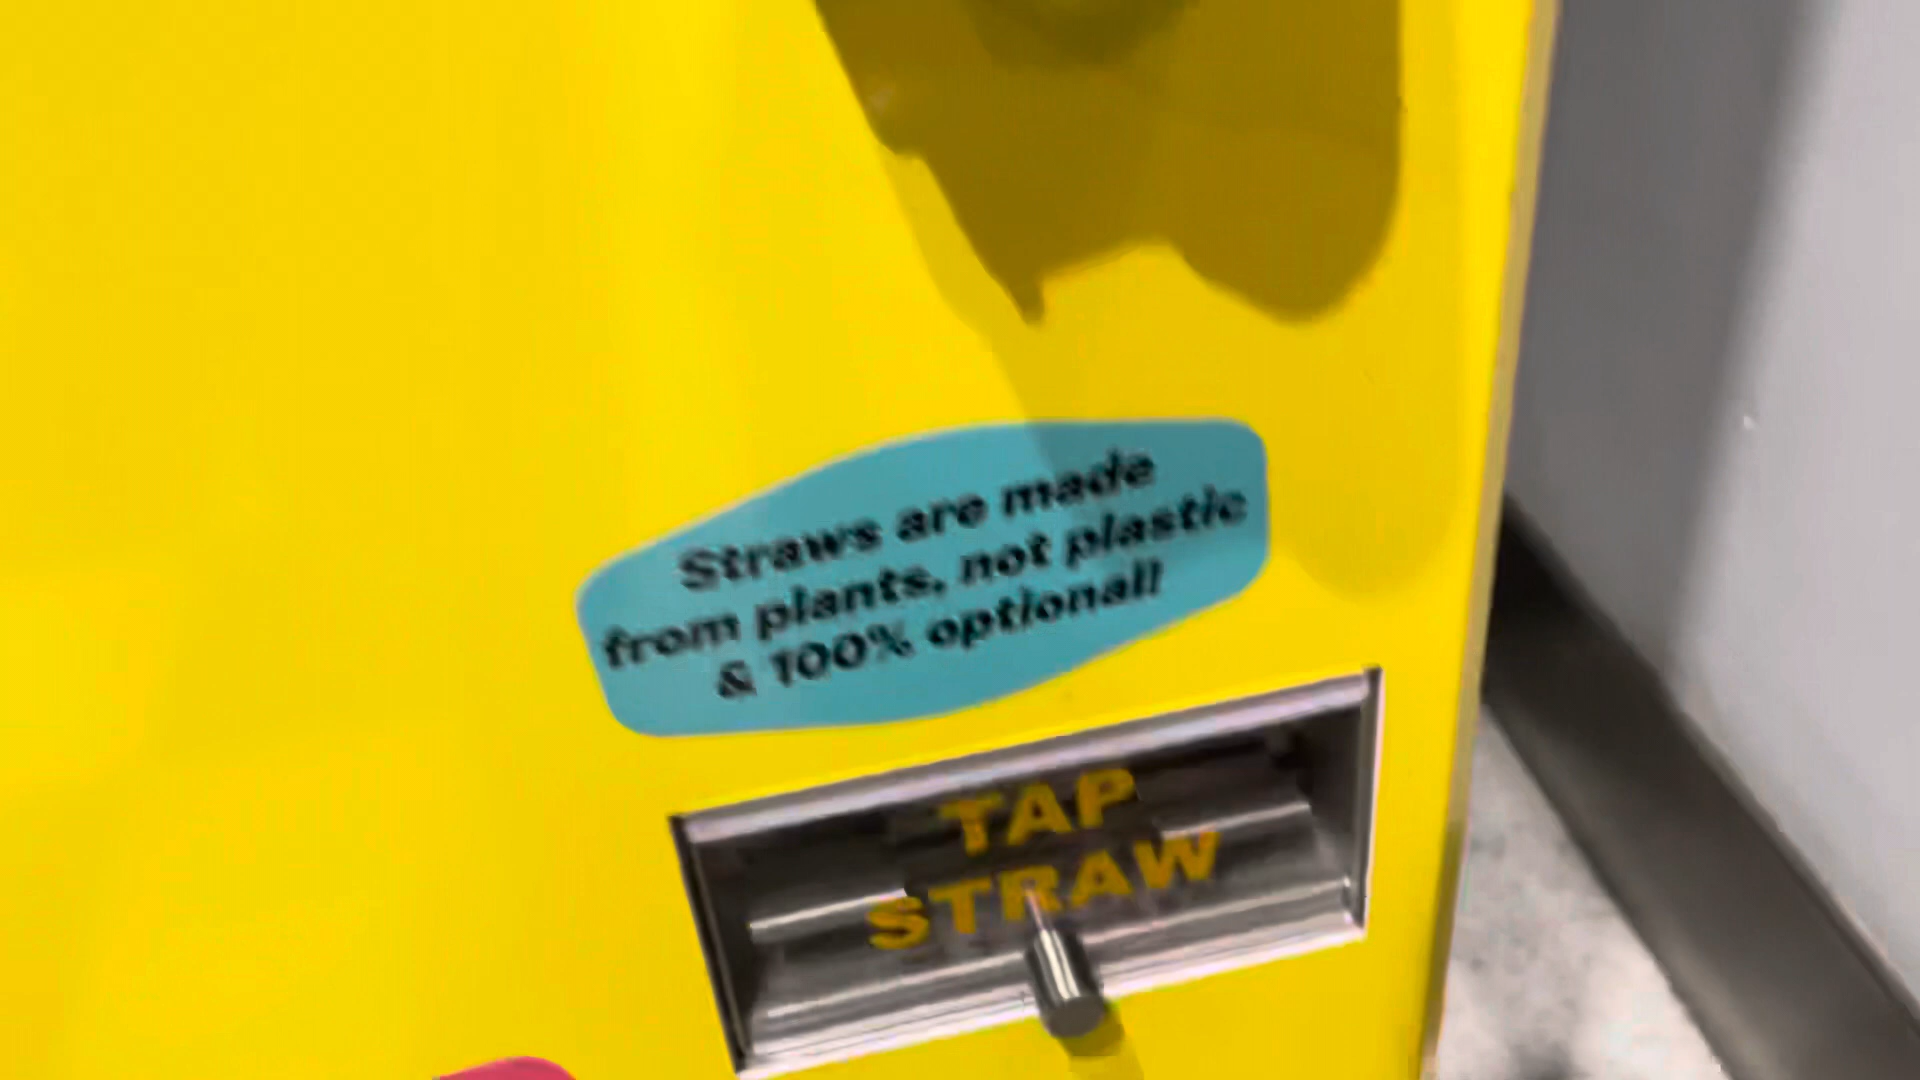 Straws are made
from plants, not plastic
& 100% optional!
TAP
STRAW